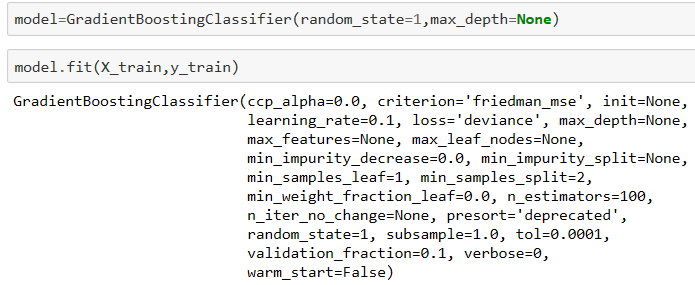 model=GradientBoostingClassifier(random_state=1,max_depth=None)
model.fit(X_train,y_train)
GradientBoostingClassifier(ccp_alpha=0.0, criterion='friedman_mse', init=None,
learning_rate=0.1, loss='deviance', max_depth=None,
max_features=None, max_leaf_nodes=None,
min_impurity_decrease=0.0, min_impurity_split=None,
min_samples_leaf=1, min_samples_split=2,
min_weight_fraction_leaf=0.0, n_estimators=100,
n_iter_no_change=None, presort='deprecated',
random_state=1, subsample=1.0, tol=0.0001,
validation_fraction=0.1, verbose=0,
warm_start=False)